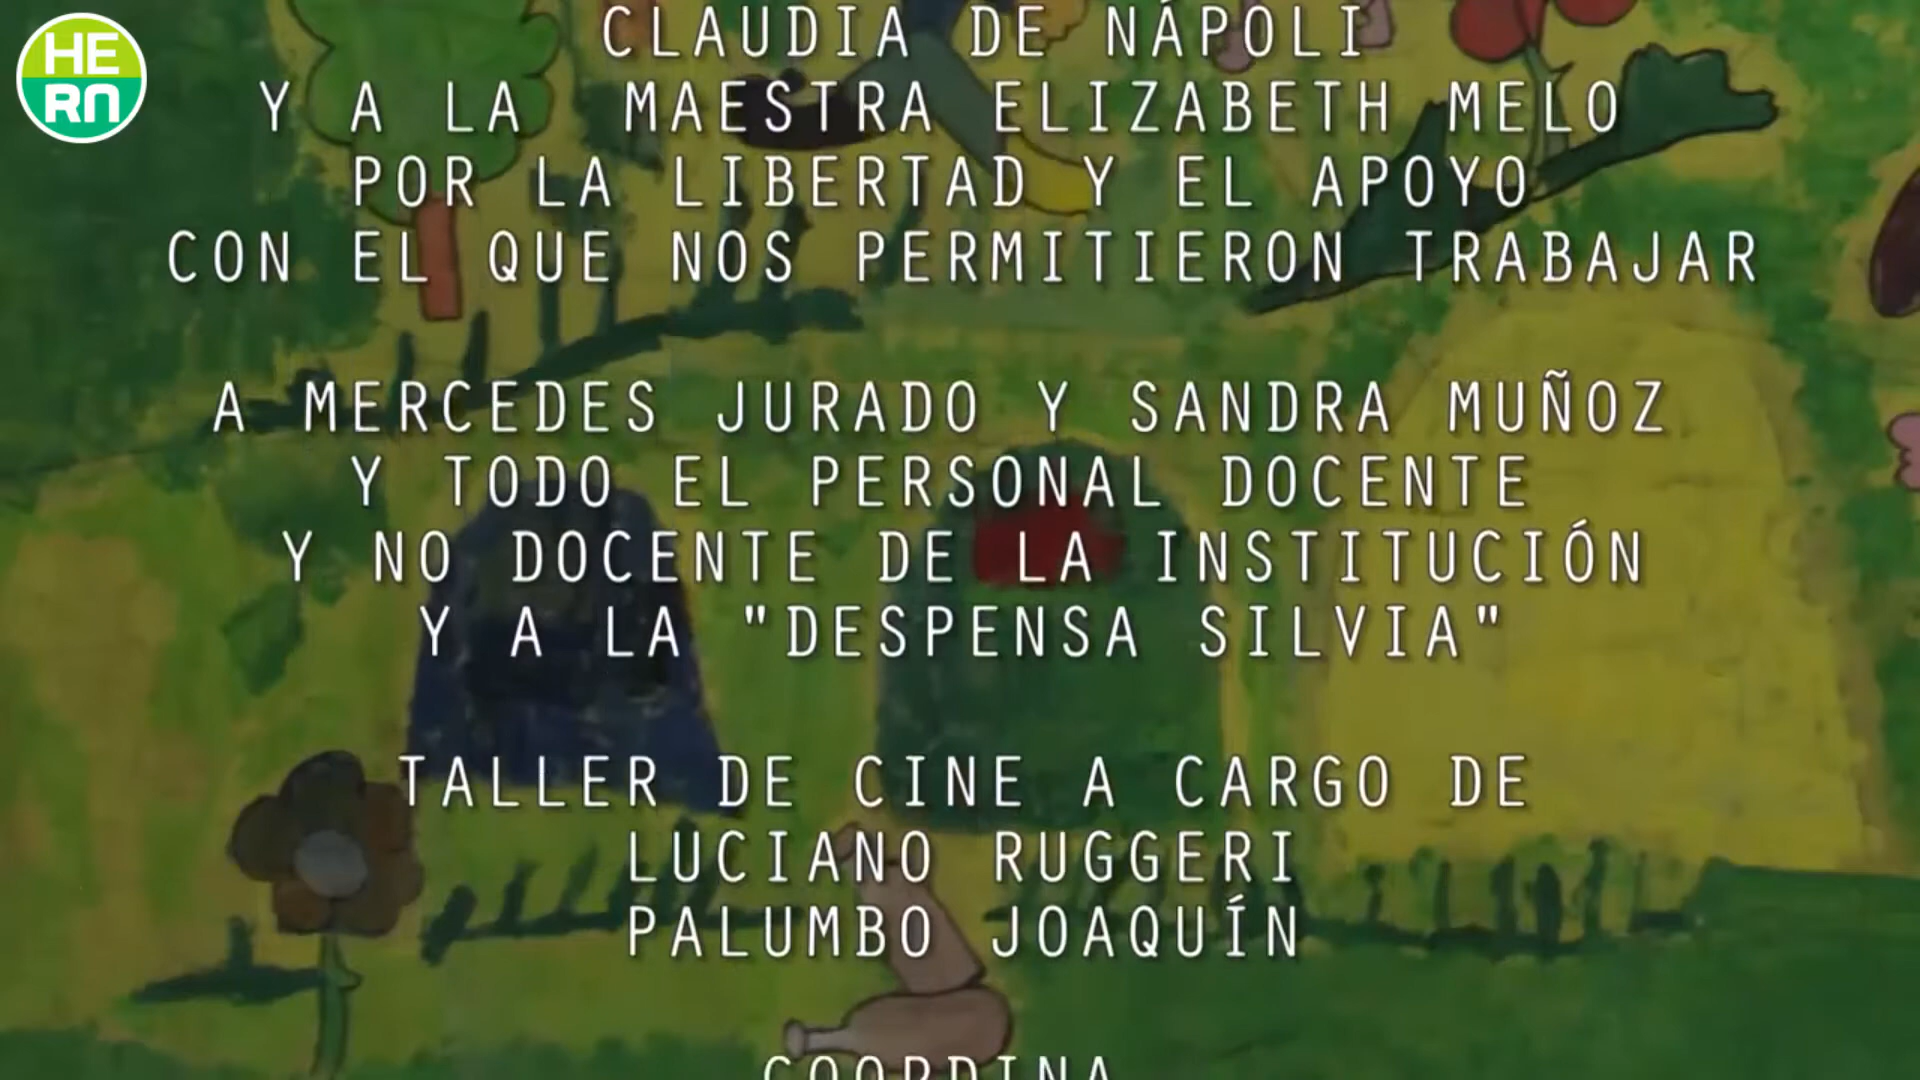 HE
RN
CLAUDIA DE NÁPOLI
Y A LA MAESTRA ELIZABETH MELO
POR LA LIBERTAD Y EL APOYO
CON EL QUE NOS PERMITIERON TRABAJAR
A MERCEDES JURADO Y SANDRA MUÑOZ
Y TODO EL PERSONAL DOCENTE
Y NO DOCENTE DE LA INSTITUCIÓN
Y A LA "DESPENSA SILVIA"
TALLER DE CINE A CARGO DE
LUCIANO RUGGERI
PALUMBO JOAQUÍN
COORDINA